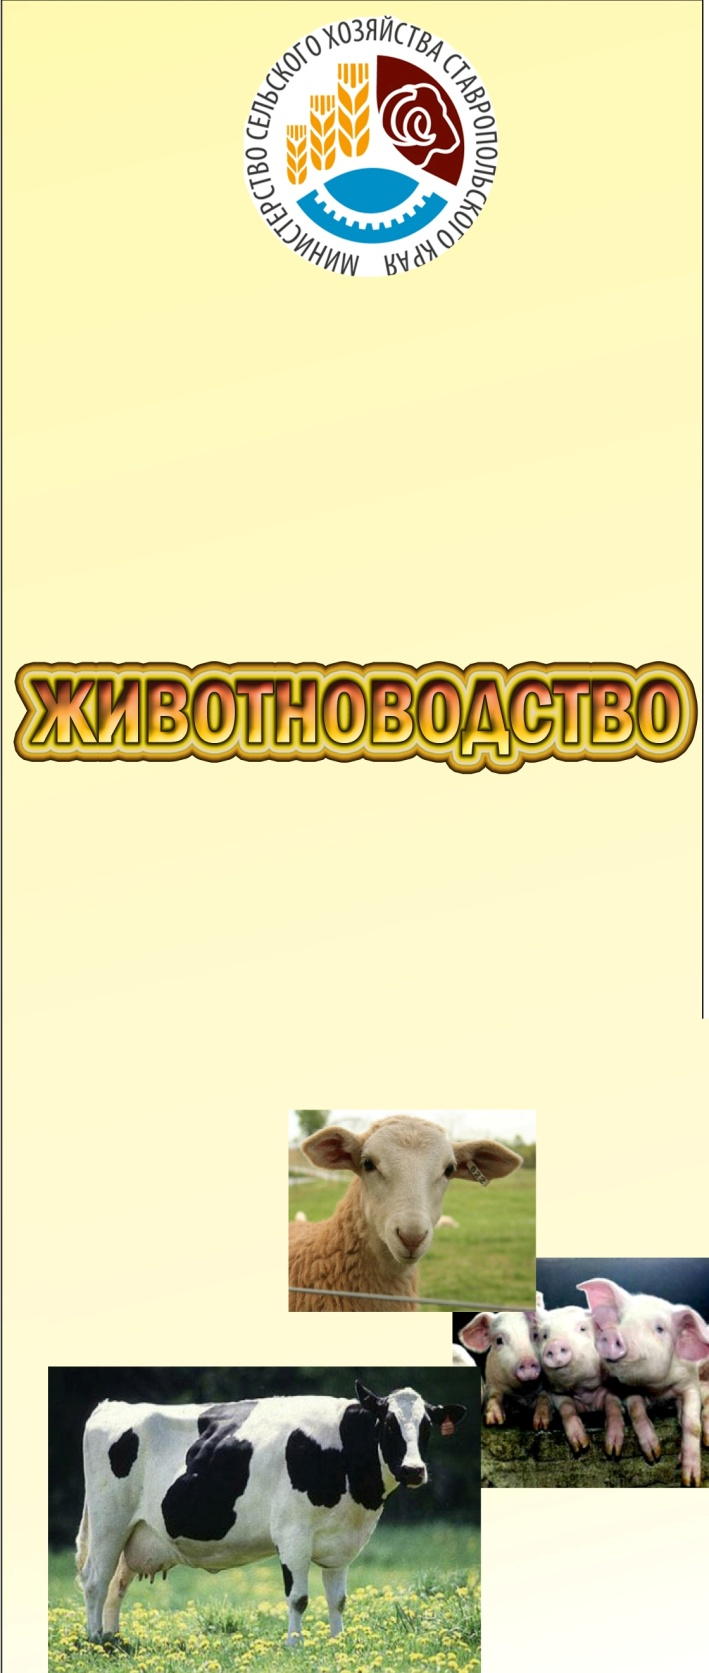 МИНИСТЕРСТВО СЕЛЬСКОГО ХОЗЯЙСТВА СТАВРОПОЛЬСКОГО КРАЯ
ЖИВОТНОВОДСТВО